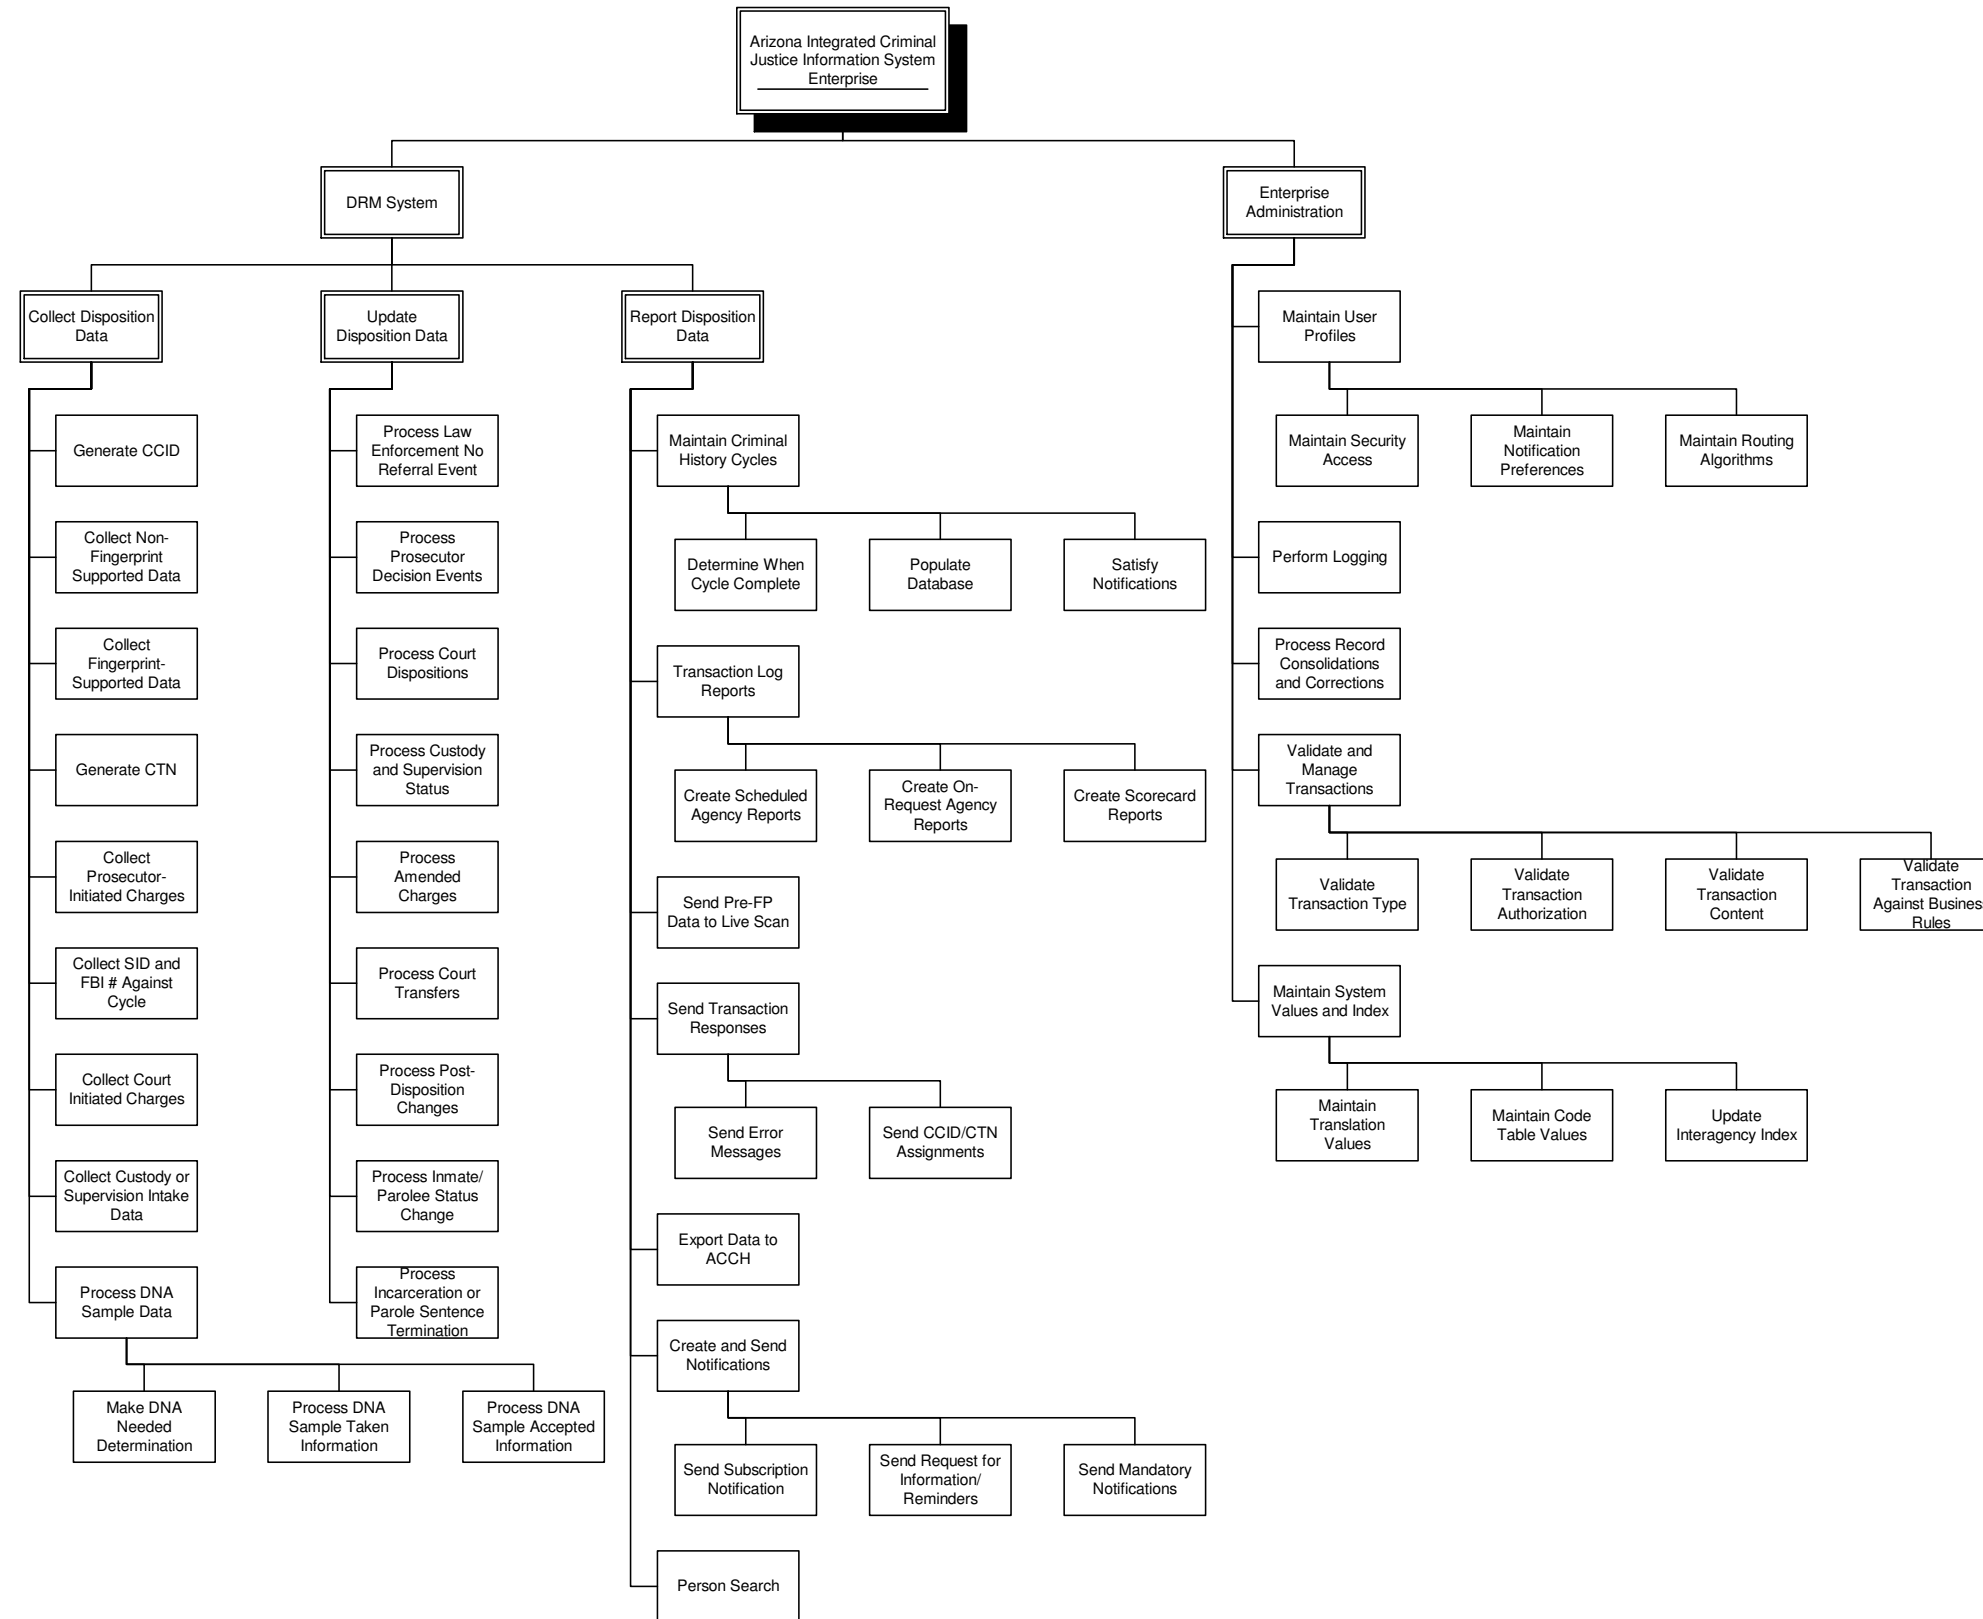 Arizona Integrated Criminal
Justice Information System
Enterprise
DRM System
Enterprise
Administration
Collect Disposition
Data
Update
Disposition Data
Report Disposition
Data
Maintain User
Profiles
Generate CCID
Process Law
Enforcement No
Referral Event
Maintain Criminal
History Cycles
Maintain Security
Access
Maintain
Notification
Preferences
Maintain Routing
Algorithms
Collect Non-
Fingerprint
Supported Data
Process
Prosecutor
Decision Events
Determine When
Cycle Complete
Populate
Database
Satisfy
Notifications
Perform Logging
Collect
Fingerprint-
Supported Data
Process Court
Dispositions
Transaction Log
Reports
Process Record
Consolidations
and Corrections
Generate CTN
Process Custody
and Supervision
Status
Create Scheduled
Agency Reports
Create On-
Request Agency
Reports
Create Scorecard
Reports
Validate and
Manage
Transactions
Collect
Prosecutor-
Initiated Charges
Process
Amended
Charges
Send Pre-FP
Data to Live Scan
Validate
Transaction Type
Validate
Transaction
Authorization
Validate
Transaction
Content
Validate
Transaction
Against Business
Rules
Collect SID and
FBI # Against
Cycle
Process Court
Transfers
Send Transaction
Responses
Maintain System
Values and Index
Collect Court
Initiated Charges
Process Post-
Disposition
Changes
Send Error
Messages
Send CCID/CTN
Assignments
Maintain
Translation
Values
Maintain Code
Table Values
Update
Interagency Index
Collect Custody or
Supervision Intake
Data
Process Inmate/
Parolee Status
Change
Export Data to
ACCH
Process DNA
Sample Data
Process
Incarceration or
Parole Sentence
Termination
Create and Send
Notifications
Make DNA
Needed
Determination
Process DNA
Sample Taken
Information
Process DNA
Sample Accepted
Information
Send Subscription
Notification
Send Request for
Information/
Reminders
Send Mandatory
Notifications
Person Search